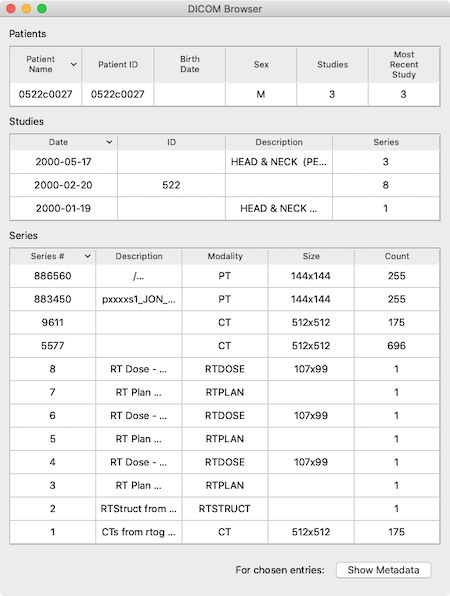 DICOM Browser
Patients
Patient Name Patient ID Birth Date Sex Studies Most Recent Study
0522c0027 0522c0027 M 3 3
Studies
Date ID Description Series
2000-05-17 HEAD & NECK (PE... 3
2000-02-20 522 8
2000-01-19 HEAD & NECK ... 1
Series
Series # Description Modality Size Count
886560 /... PT 144x144 255
883450 pxxxxs1_JON_... PT 144x144 255
9611 CT 512x512 175
5577 CT 512x512 696
8 RT Dose - ... RTDOSE 107x99 1
7 RT Plan ... RTPLAN 1
6 RT Dose - ... RTDOSE 107x99 1
5 RT Plan ... RTPLAN 1
4 RT Dose - ... RTDOSE 107x99 1
3 RT Plan ... RTPLAN 1
2 RTStruct from ... RTSTRUCT 1
1 CTs from rtog ... CT 512x512 175
For chosen entries: Show Metadata